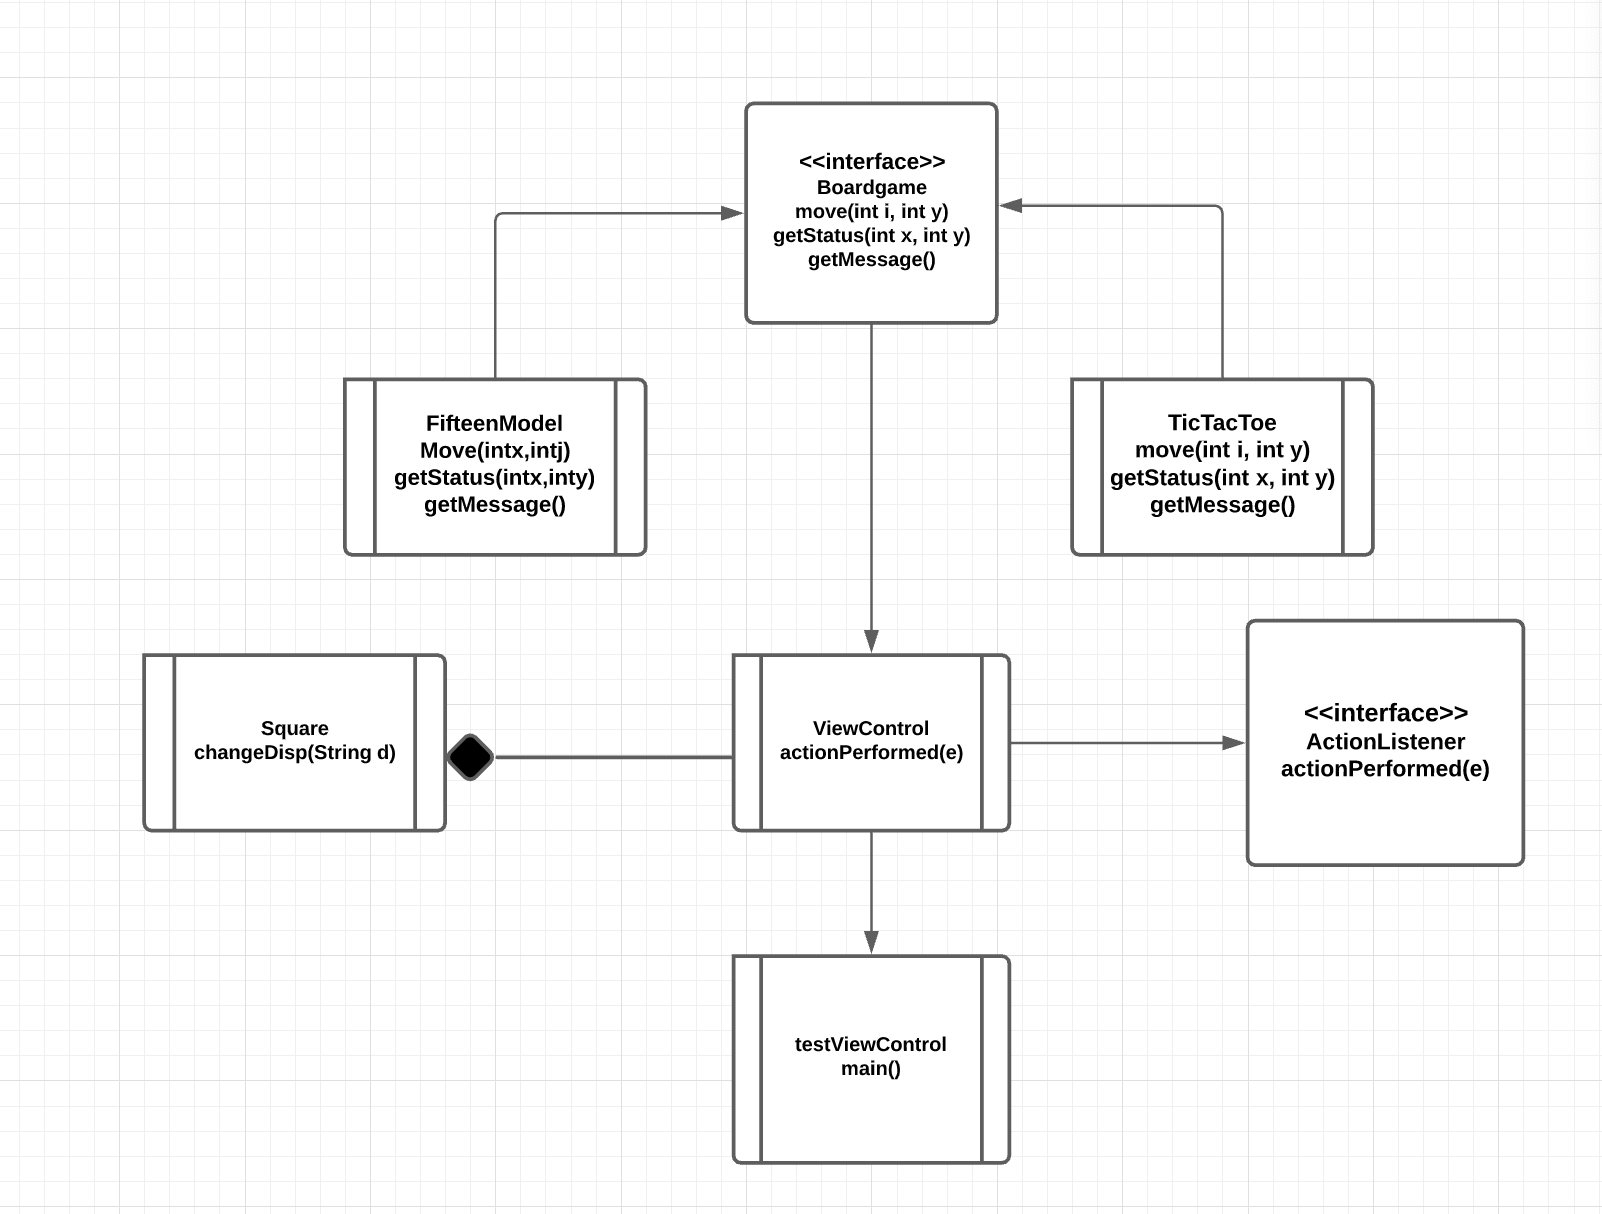 <<interface>>
Boardgame
move(int i, int y)
getStatus(int x, int y)
getMessage()
FifteenModel
Move(intx,intj)
getStatus(intx,inty)
getMessage()
TicTacToe
move(int i, int y)
getStatus(int x, int y)
getMessage()
Square
changeDisp(String d)
ViewControl
actionPerformed(e)
<<interface>>
ActionListener
actionPerformed(e)
testViewControl
main()